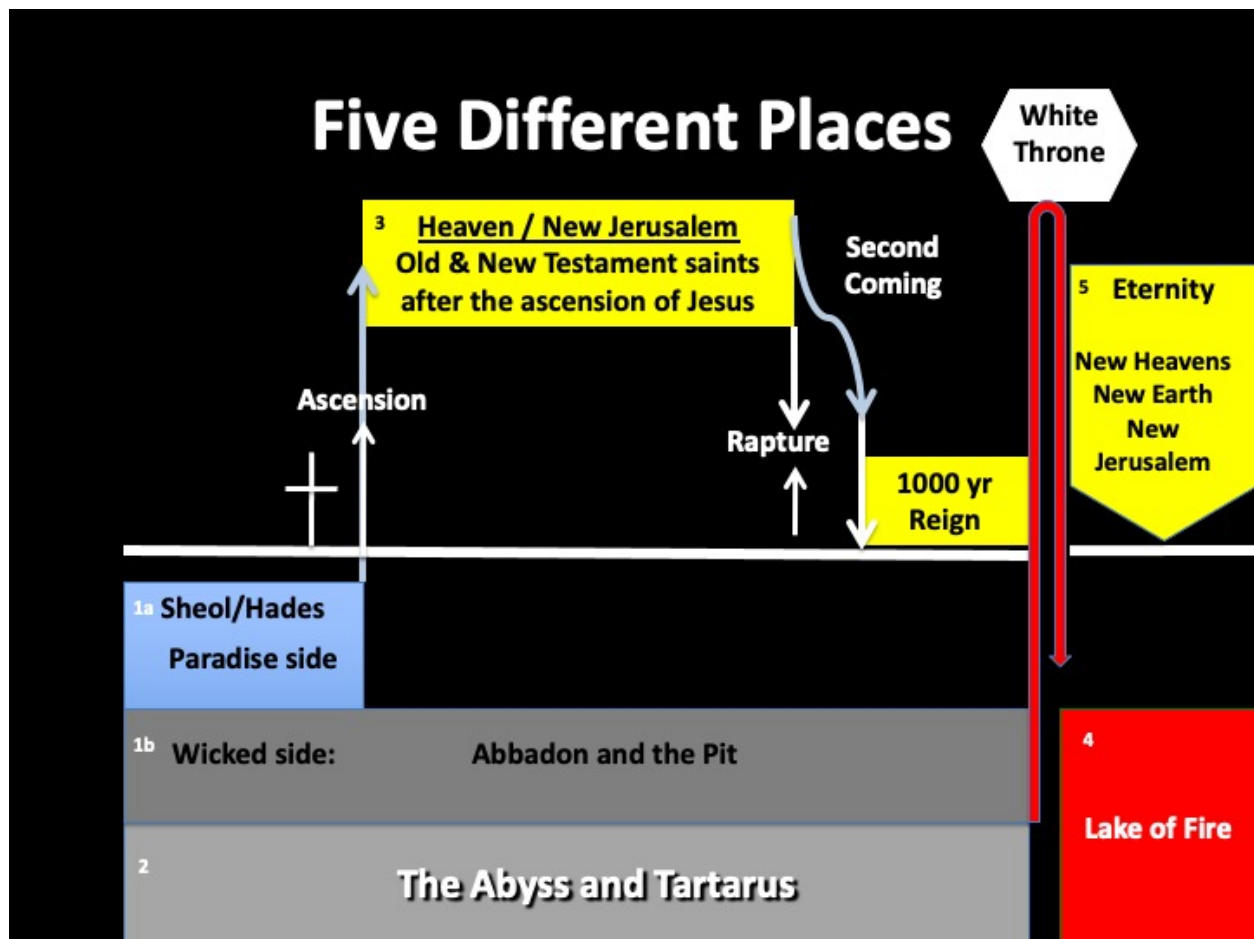 Five Different Places
White
Throne
3 Heaven / New Jerusalem
Old & New Testament saints
after the ascension of Jesus
Second
Coming
5 Eternity
New Heavens
New Earth
New
Jerusalem
Ascension
Rapture
1000 yr
Reign
1a Sheol/Hades
Paradise side
1b Wicked side: Abbadon and the Pit
4
Lake of Fire
2
The Abyss and Tartarus